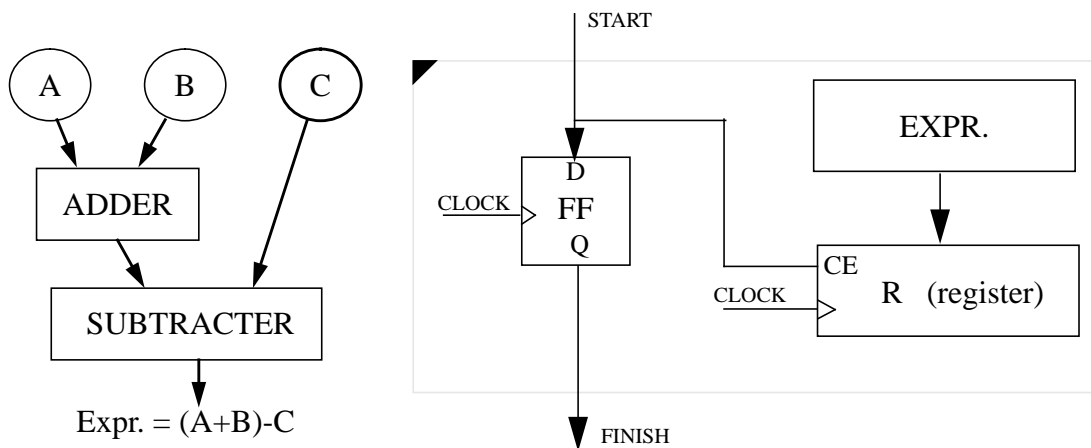 A
B
C
ADDER
SUBTRACTER
Expr. = (A+B)-C
START
D
CLOCK
FF
Q
FINISH
EXPR.
CE
CLOCK
R (register)